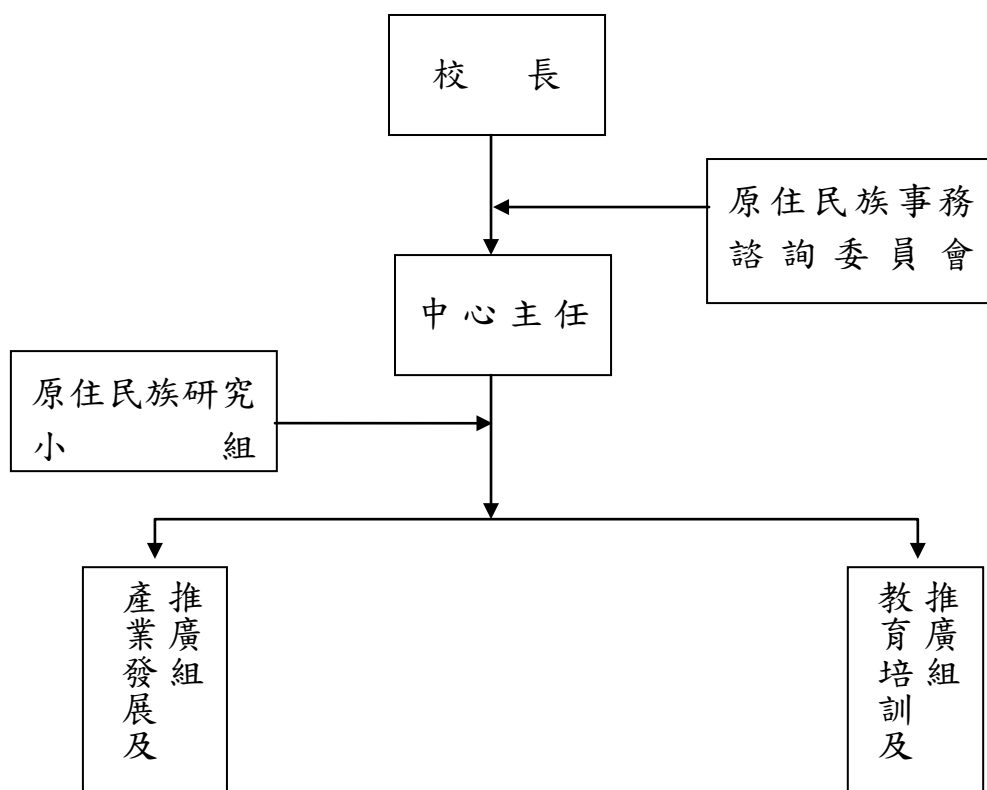 校長
原住民族事務
諮詢委員會
中心主任
原住民族研究
小組
產業發展及
推廣組
教育培訓及
推廣組